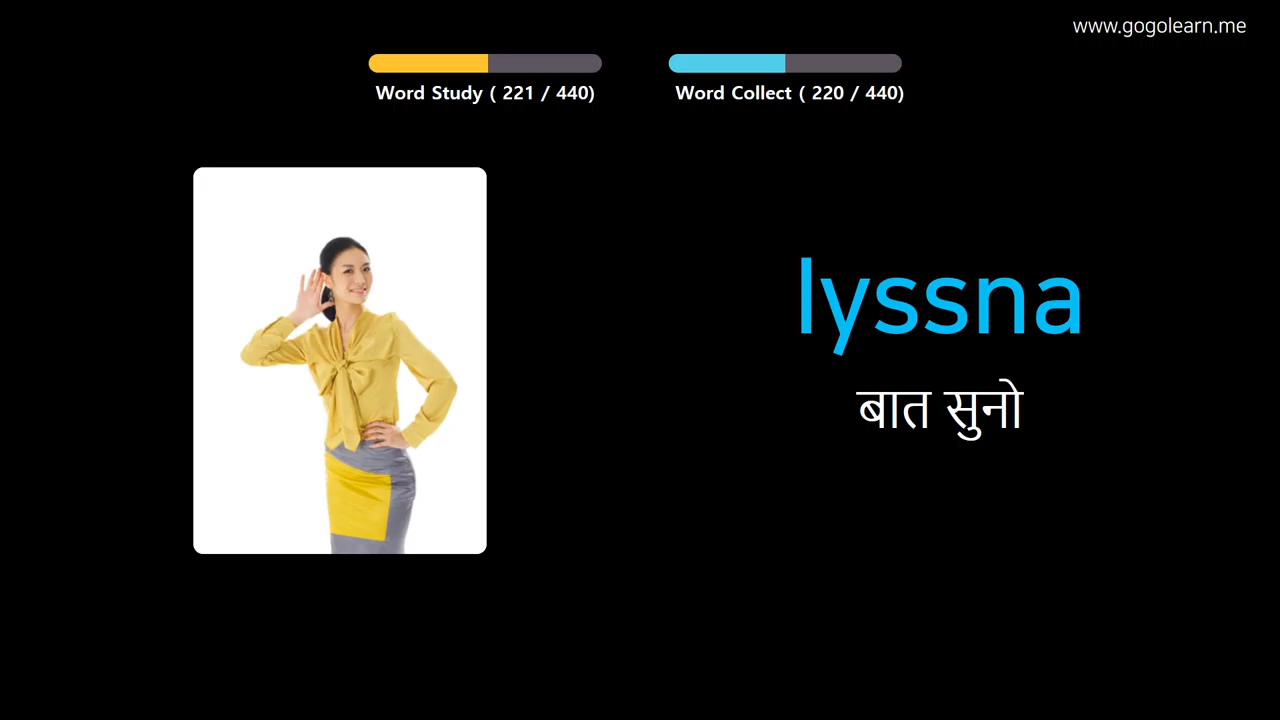 www.gogolearn.me
Word Study ( 221 / 440)
Word Collect ( 220 / 440)
lyssna
बात सुनो